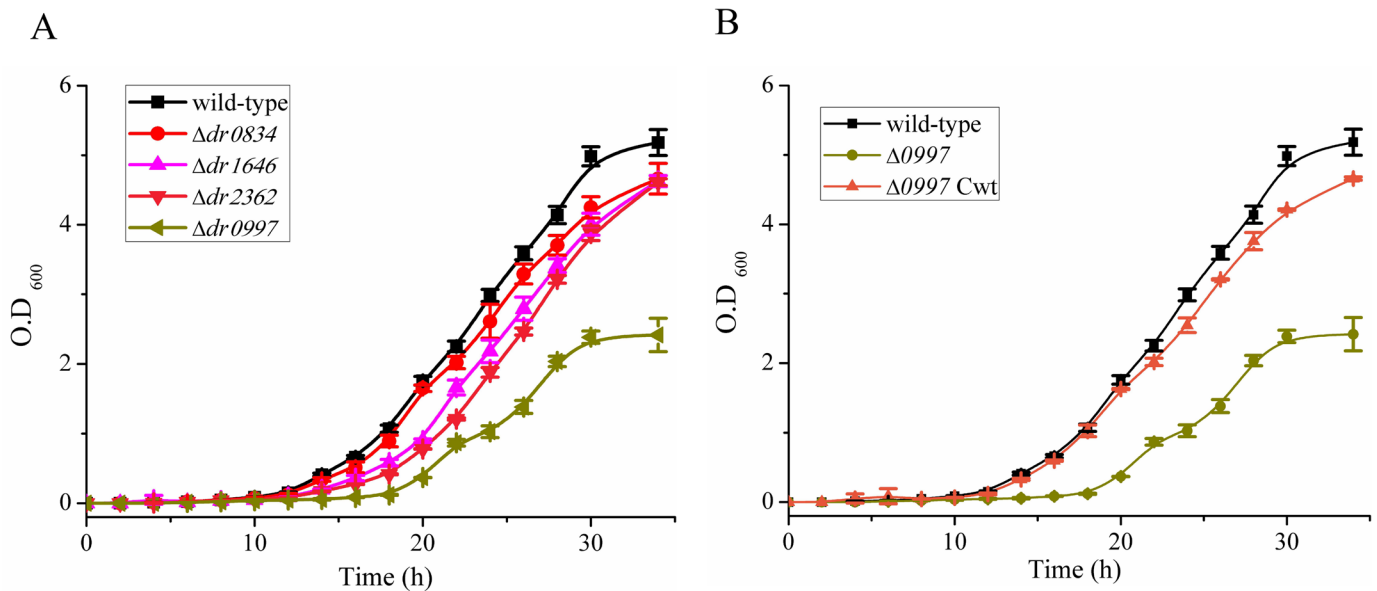 A
wild-type
Δdr0834
Δdr1646
Δdr2362
Δdr0997
6
4
2
0
O.D 600
0
10
20
30
Time (h)
B
wild-type
Δ0997
Δ0997 Cwt
6
4
2
0
O.D 600
0
10
20
30
Time (h)